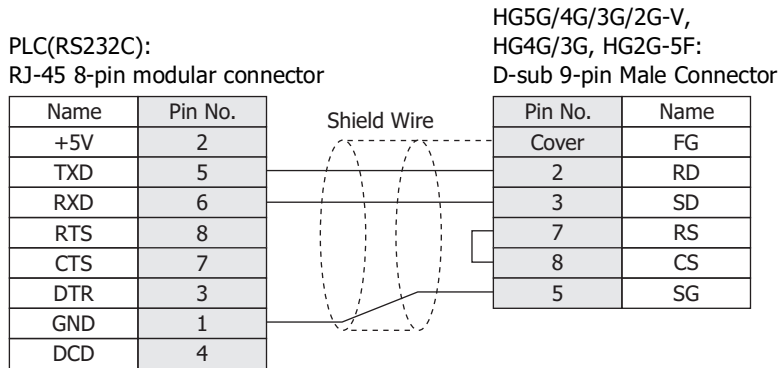 PLC(RS232C):
RJ-45 8-pin modular connector
Name Pin No.
+5V 2
TXD 5
RXD 6
RTS 8
CTS 7
DTR 3
GND 1
DCD 4
Shield Wire
HG5G/4G/3G/2G-V,
HG4G/3G, HG2G-5F:
D-sub 9-pin Male Connector
Pin No. Name
Cover FG
2 RD
3 SD
7 RS
8 CS
5 SG